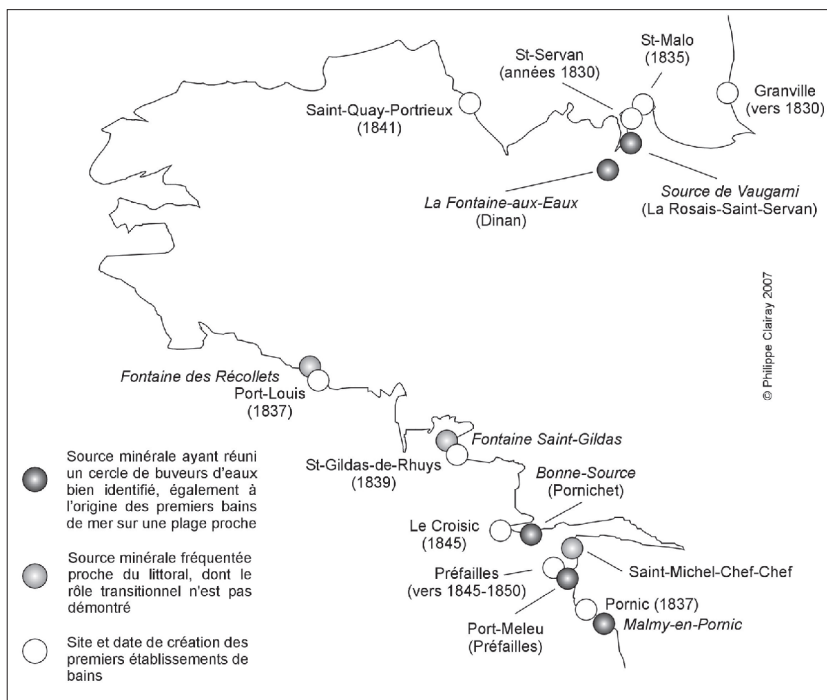 St-Malo
(1835)
St-Servan
(années 1830)
Granville
(vers 1830)
Saint-Quay-Portrieux
(1841)
La Fontaine-aux-Eaux
(Dinan)
Source de Vaugarni
(La Rosais-Saint-Servan)
© Philippe Clairay 2007
Fontaine des Récollets
Port-Louis
(1837)
Fontaine Saint-Gildas
St-Gildas-de-Rhuys
(1839)
Bonne-Source
(Pornichet)
Le Croisic
(1845)
Saint-Michel-Chef-Chef
Préfailles
(vers 1845-1850)
Pornic (1837)
Malmy-en-Pornic
Port-Meleu
(Préfailles)
Source minérale ayant réuni
un cercle de buveurs d'eaux
bien identifié, également à
l'origine des premiers bains
de mer sur une plage proche
Source minérale fréquentée
proche du littoral, dont le
rôle transitionnel n'est pas
démontré
Site et date de création des
premiers établissements de
bains